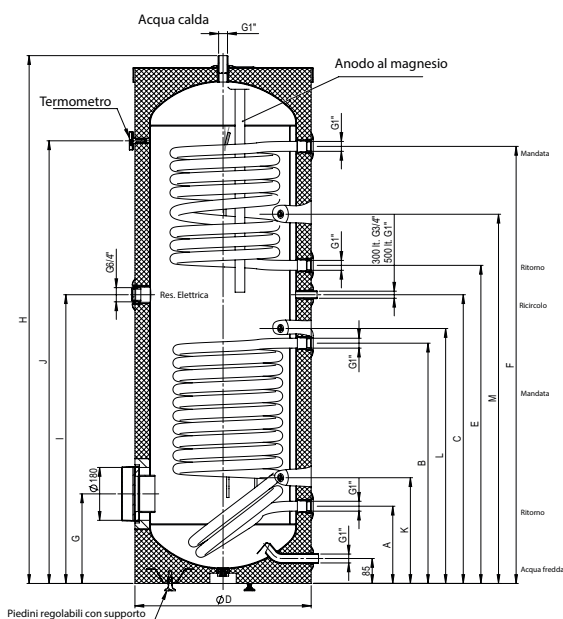 Acqua calda
G1"
Anodo al magnesio
Termometro
G1"
Mandata
300 lt. G3/4"
500 lt. G1"
G1"
Ritorno
G6/4"
Res. Elettrica
Ricircolo
H
J
F
M
G1"
Mandata
I
E
C
L
B
Ø180
K
G1"
A
Ritorno
G
G1"
85
Acqua fredda
ØD
Piedini regolabili con supporto